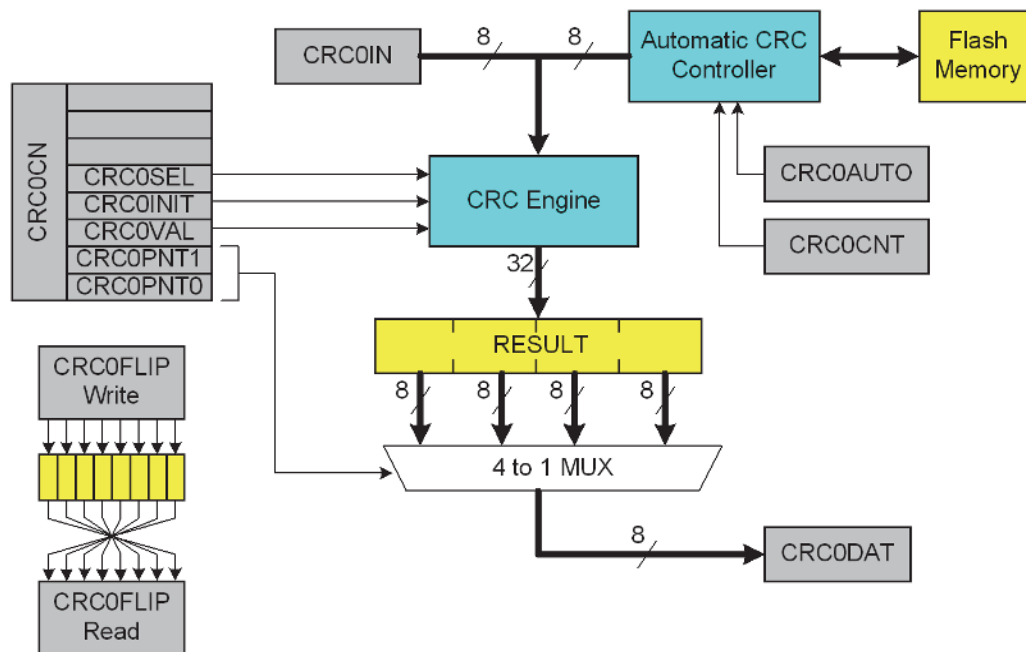 CRC0IN
8
8
Automatic CRC
Controller
Flash
Memory
CRC0CN
CRC0SEL
CRC0INIT
CRC0VAL
CRC0PNT1
CRC0PNT0
CRC Engine
CRC0AUTO
CRC0CNT
32
RESULT
8
8
8
8
4 to 1 MUX
8
CRC0DAT
CRC0FLIP
Write
CRC0FLIP
Read